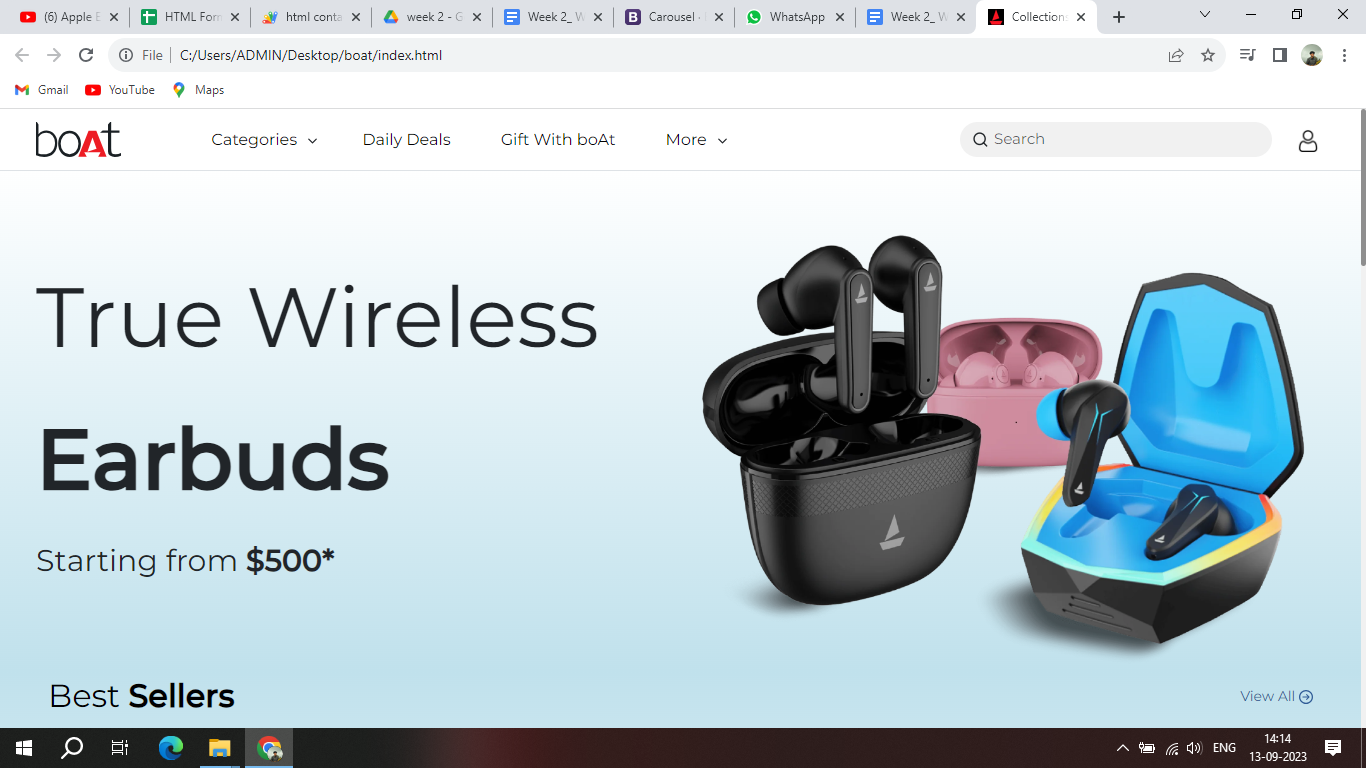 (6) Apple E
HTML Form
html conta
week 2 - G
Week 2_ W
Carousel ·
WhatsApp
Week 2_ W
Collections
File
C:/Users/ADMIN/Desktop/boat/index.html
Gmail
YouTube
Maps
boAt
Categories
Daily Deals
Gift With boAt
More
Search
True Wireless
Earbuds
Starting from $500*
Best Sellers
View All
ENG
14:14
13-09-2023